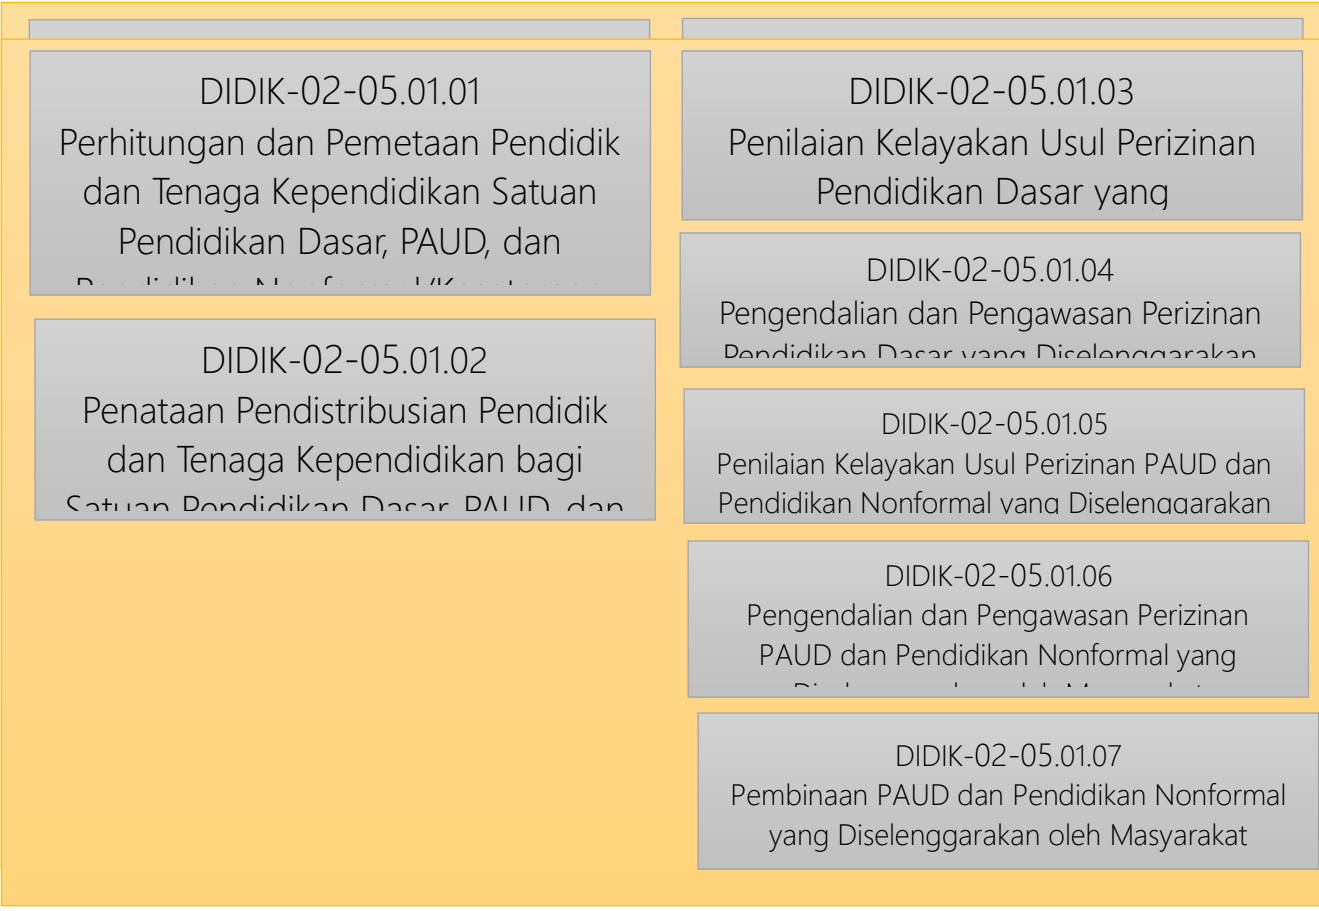 DIDIK-02-05.01.01
Perhitungan dan Pemetaan Pendidik
dan Tenaga Kependidikan Satuan
Pendidikan Dasar, PAUD, dan
DIDIK-02-05.01.02
Penataan Pendistribusian Pendidik
dan Tenaga Kependidikan bagi
Satuan Pendidikan Dasar, PAUD, dan
DIDIK-02-05.01.03
Penilaian Kelayakan Usul Perizinan
Pendidikan Dasar yang
DIDIK-02-05.01.04
Pengendalian dan Pengawasan Perizinan
Pendidikan Dasar yang Diselenggarakan
DIDIK-02-05.01.05
Penilaian Kelayakan Usul Perizinan PAUD dan
Pendidikan Nonformal yang Diselenggarakan
DIDIK-02-05.01.06
Pengendalian dan Pengawasan Perizinan
PAUD dan Pendidikan Nonformal yang
DIDIK-02-05.01.07
Pembinaan PAUD dan Pendidikan Nonformal
yang Diselenggarakan oleh Masyarakat